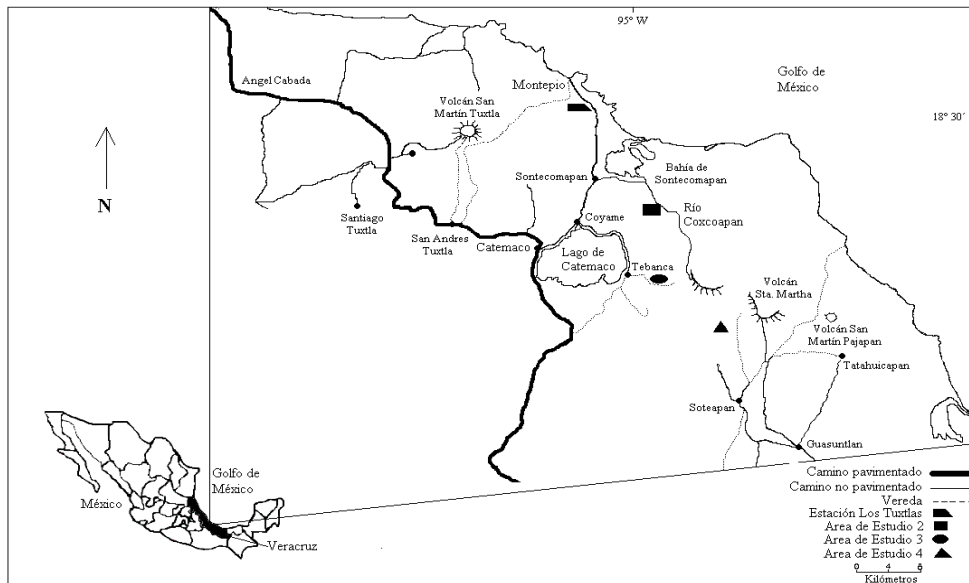 95° W
Golfo de
México
Angel Cabada
Montepio
Volcán San
Martín Tuxtla
18° 30´
N
Bahía de
Sontecomapan
Sontecomapan
Río
Coxcoapan
Santiago
Tuxtla
San Andres
Tuxtla
Coyame
Catemaco
Lago de
Catemaco
Tebanca
Volcán
Sta. Martha
Volcán San
Martín Pajapan
Tatahuicapan
Soteapan
Guasuntlan
Golfo de
México
México
Veracruz
Camino pavimentado
Camino no pavimentado
Vereda
Estación Los Tuxtlas
Area de Estudio 2
Area de Estudio 3
Area de Estudio 4
0 4 8
Kilómetros